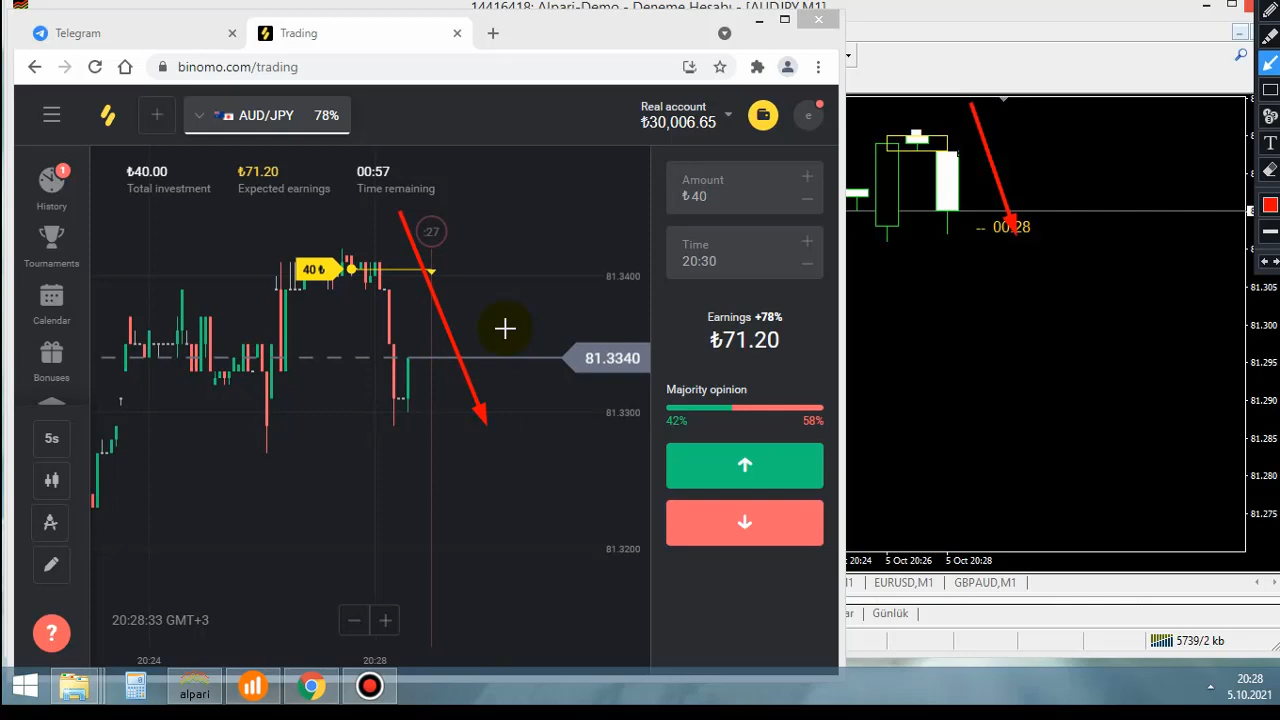 14416418: Alpari-Demo - Deneme Hesabı - [AUDJPY,M1]
Telegram
Trading
binomo.com/trading
AUD/JPY 78%
Real account
₺30,006.65
e
1
History
Tournaments
Calendar
Bonuses
5s
₺40.00
Total investment
₺71.20
Expected earnings
00:57
Time remaining
:27
40 ₺
81.3400
81.3340
81.3300
81.3200
20:28:33 GMT+3
20:24
20:28
Amount
₺40
Time
20:30
Earnings +78%
₺71.20
Majority opinion
42%
58%
?
-- 00:28
81.305
81.300
81.295
81.290
81.285
81.280
81.275
20:24
5 Oct 20:26
5 Oct 20:28
EURUSD,M1
GBPAUD,M1
Günlük
5739/2 kb
T
alpari
20:28
5.10.2021